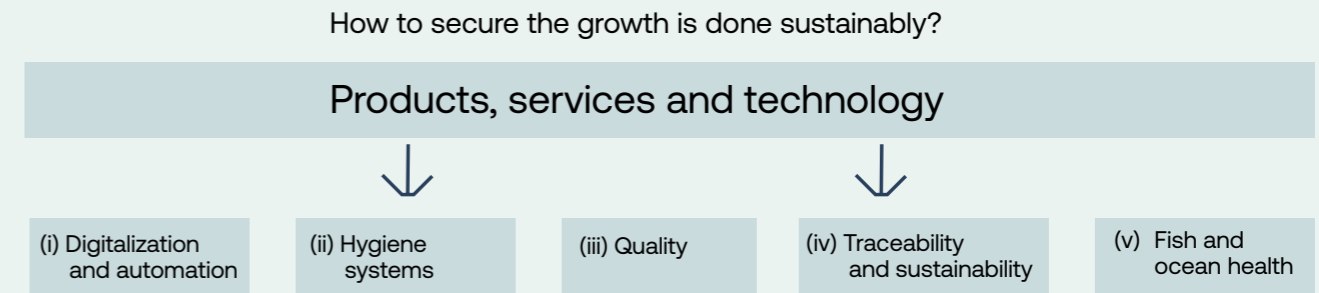 How to secure the growth is done sustainably?
Products, services and technology
(i) Digitalization
and automation
(ii) Hygiene
systems
(iii) Quality
(iv) Traceability
and sustainability
(v) Fish and
ocean health